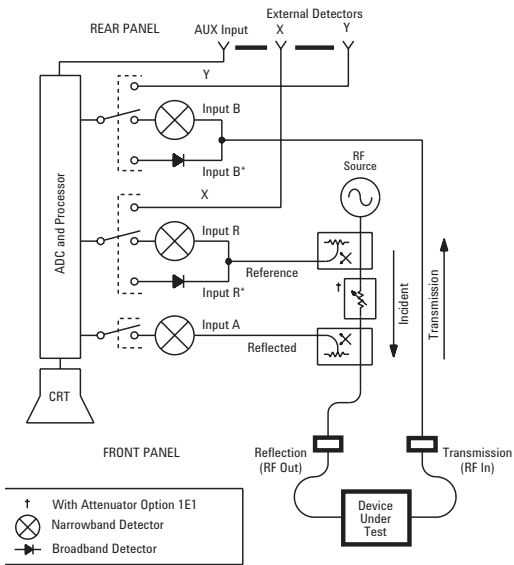 External Detectors
REAR PANEL
AUX Input
X
Y
Y
Input B
Input B*
X
RF
Source
ADC and Processor
Input R
Reference
Input R*
†
Incident
Transmission
Input A
Reflected
CRT
FRONT PANEL
Reflection
(RF Out)
Transmission
(RF In)
Device
Under
Test
† With Attenuator Option 1E1
Narrowband Detector
Broadband Detector